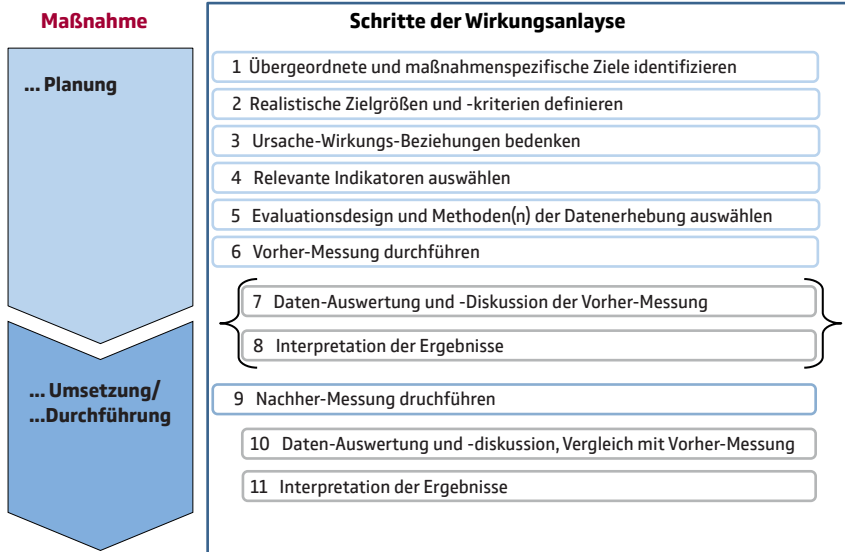 Maßnahme
Schritte der Wirkungsanlayse
... Planung
1 Übergeordnete und maßnahmenspezifische Ziele identifizieren
2 Realistische Zielgrößen und -kriterien definieren
3 Ursache-Wirkungs-Beziehungen bedenken
4 Relevante Indikatoren auswählen
5 Evaluationsdesign und Methoden(n) der Datenerhebung auswählen
6 Vorher-Messung durchführen
7 Daten-Auswertung und -Diskussion der Vorher-Messung
8 Interpretation der Ergebnisse
... Umsetzung/
...Durchführung
9 Nachher-Messung druchführen
10 Daten-Auswertung und -diskussion, Vergleich mit Vorher-Messung
11 Interpretation der Ergebnisse